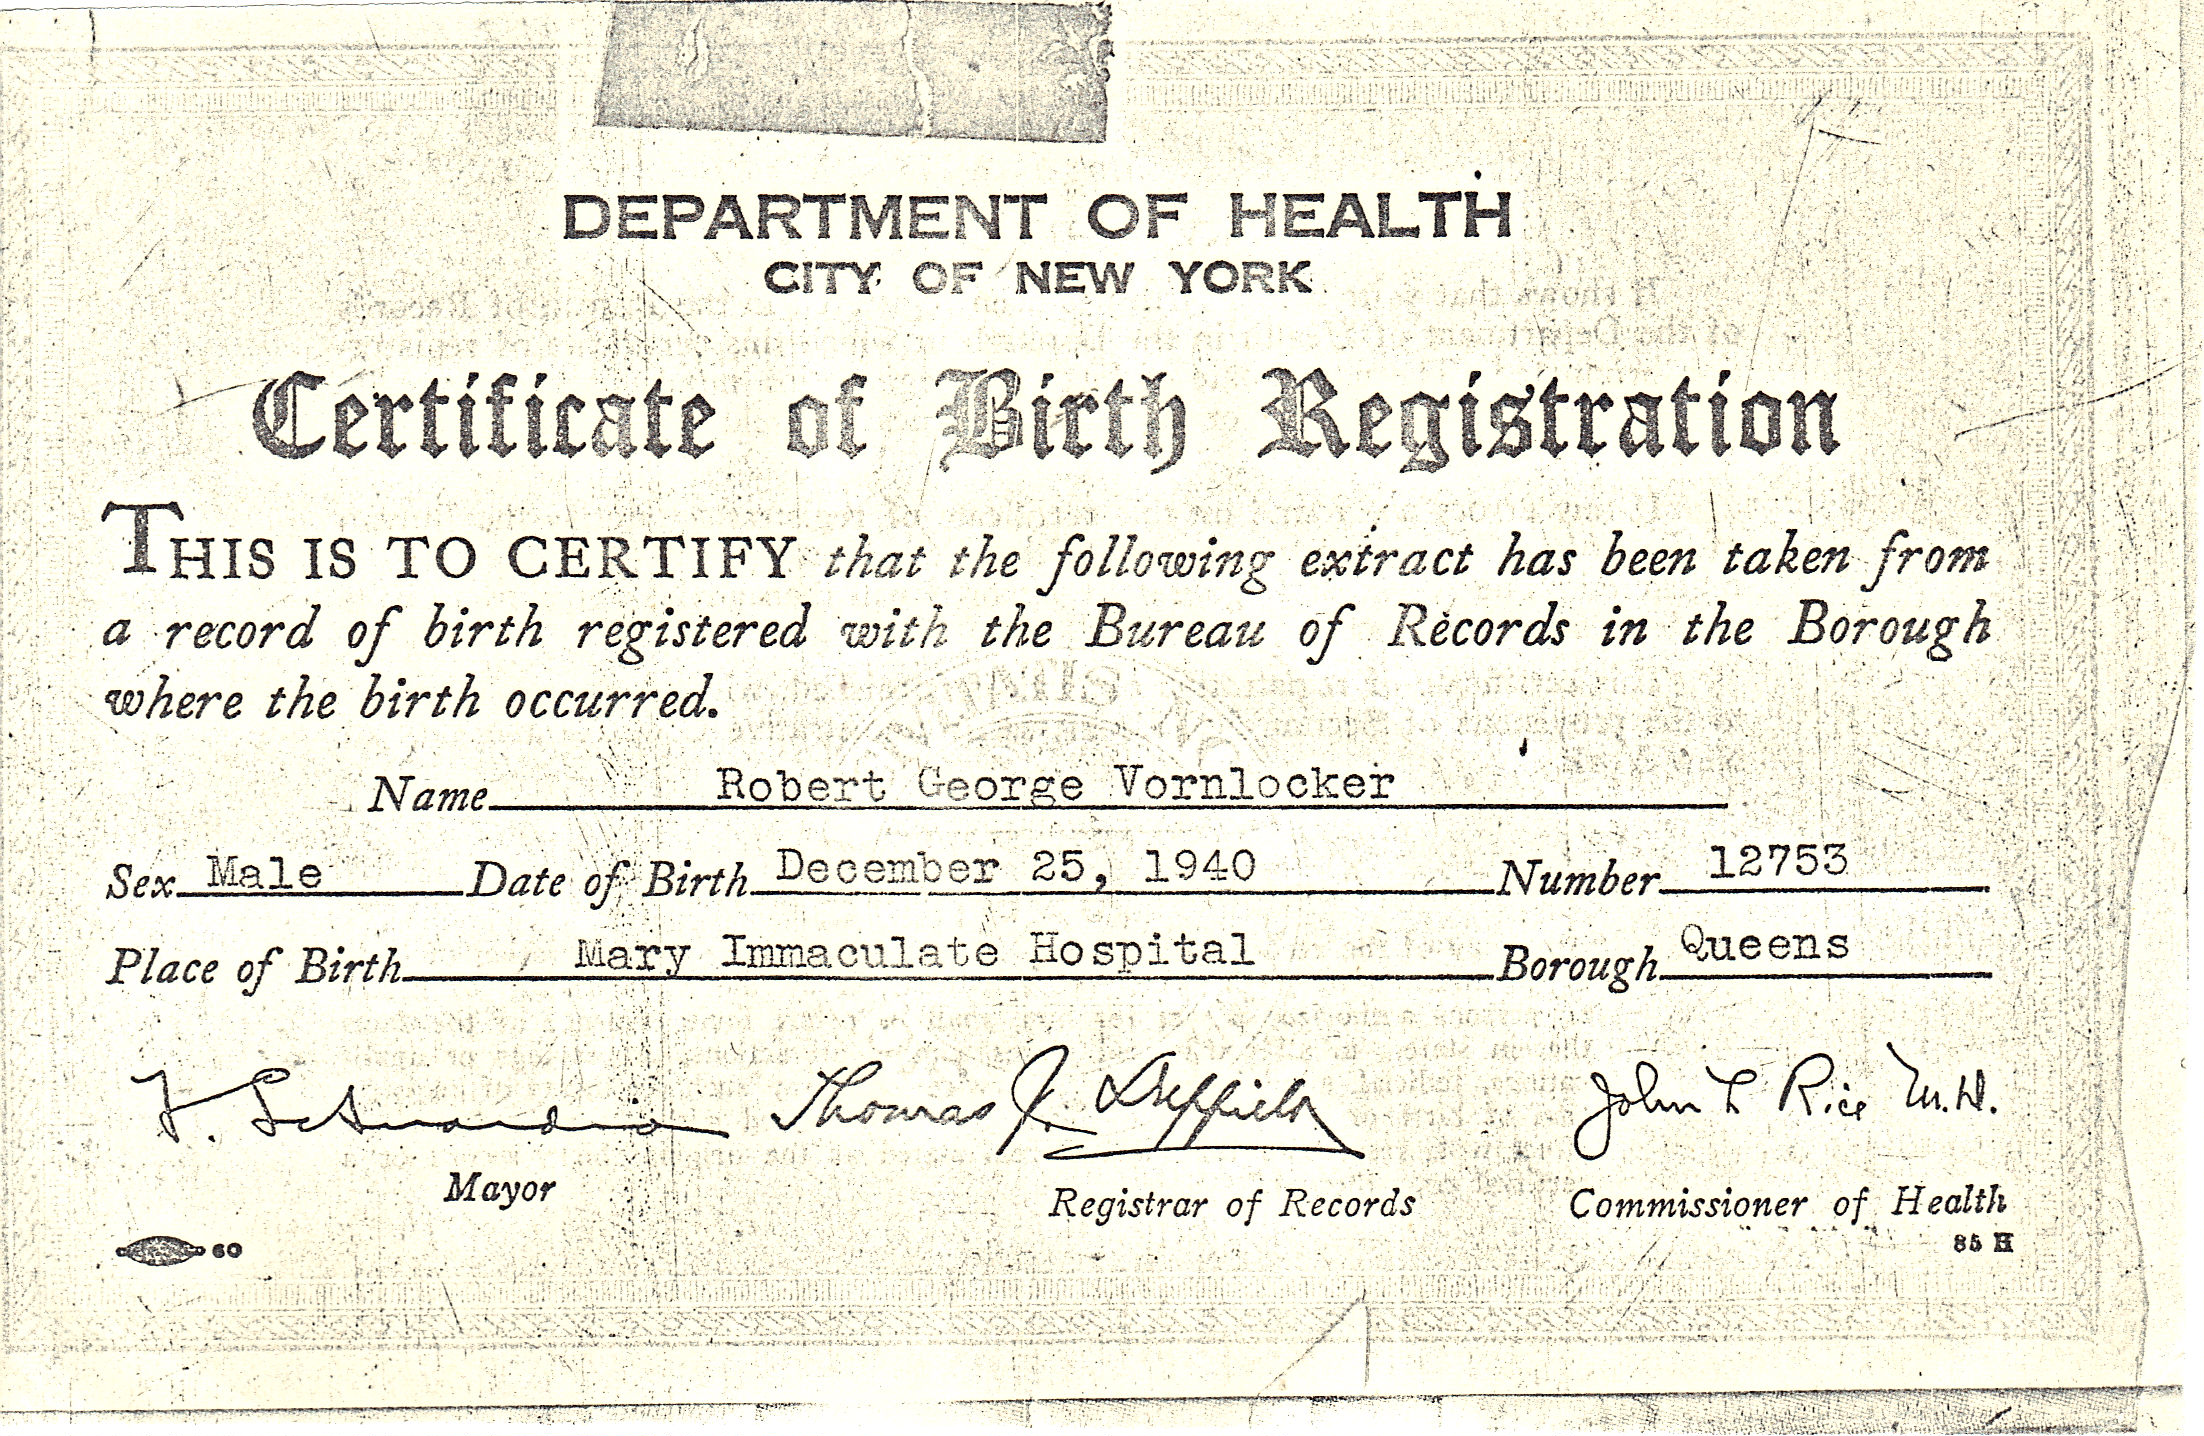 DEPARTMENT OF HEALTH
CITY OF NEW YORK
Certificate of Birth Registration
THIS IS TO CERTIFY that the following extract has been taken from
a record of birth registered with the Bureau of Records in the Borough
where the birth occurred.
Name Robert George Vornlocker
Sex Male Date of Birth December 25, 1940 Number 12753
Place of Birth Mary Immaculate Hospital Borough Queens
F. LaGuardia Thomas J. Duffield John L Rice M.D.
Mayor Registrar of Records Commissioner of Health
60 85 H